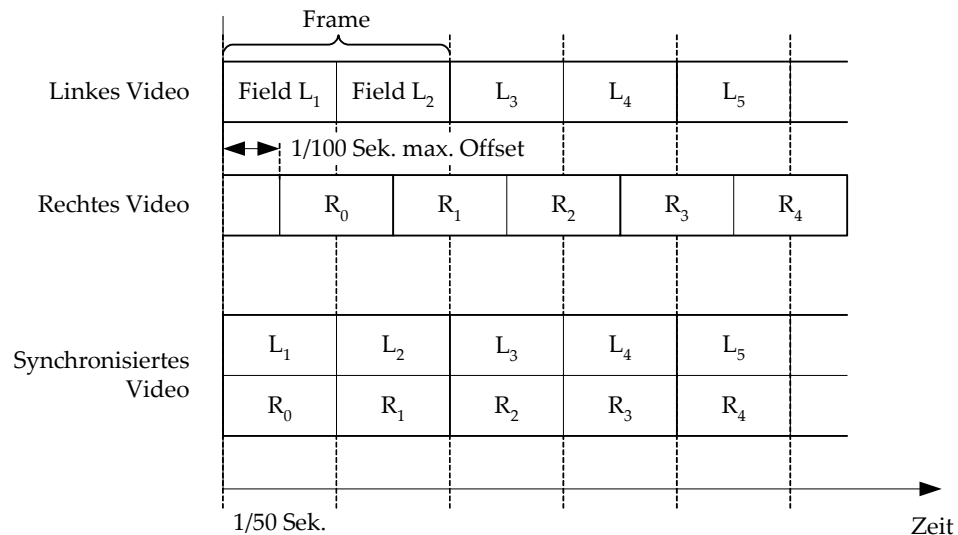 Frame
Linkes Video Field L₁ Field L₂ L₃ L₄ L₅
1/100 Sek. max. Offset
Rechtes Video R₀ R₁ R₂ R₃ R₄
L₁ L₂ L₃ L₄ L₅
Synchronisiertes
Video
R₀ R₁ R₂ R₃ R₄
1/50 Sek.
Zeit